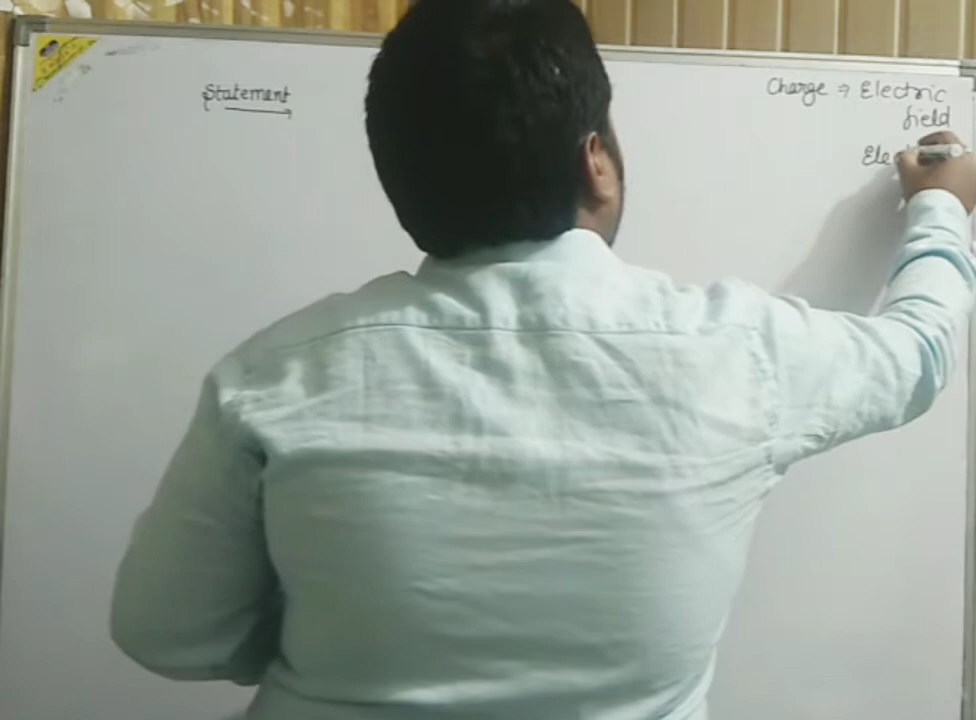 Statement
Charge → Electric
field